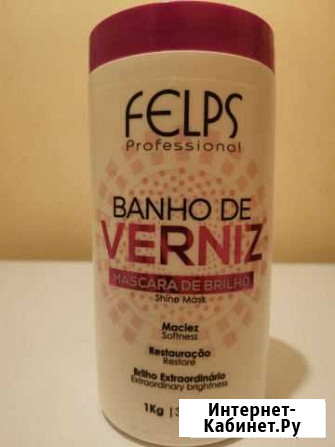 FELPS
Professional
BANHO DE
VERNIZ
MÁSCARA DE BRILHO
Shine Mask
Maciez
Softness
Restauração
Restore
Brilho Extraordinário
Extraordinary brightness
1Kg |
Интернет-
Кабинет.Ру